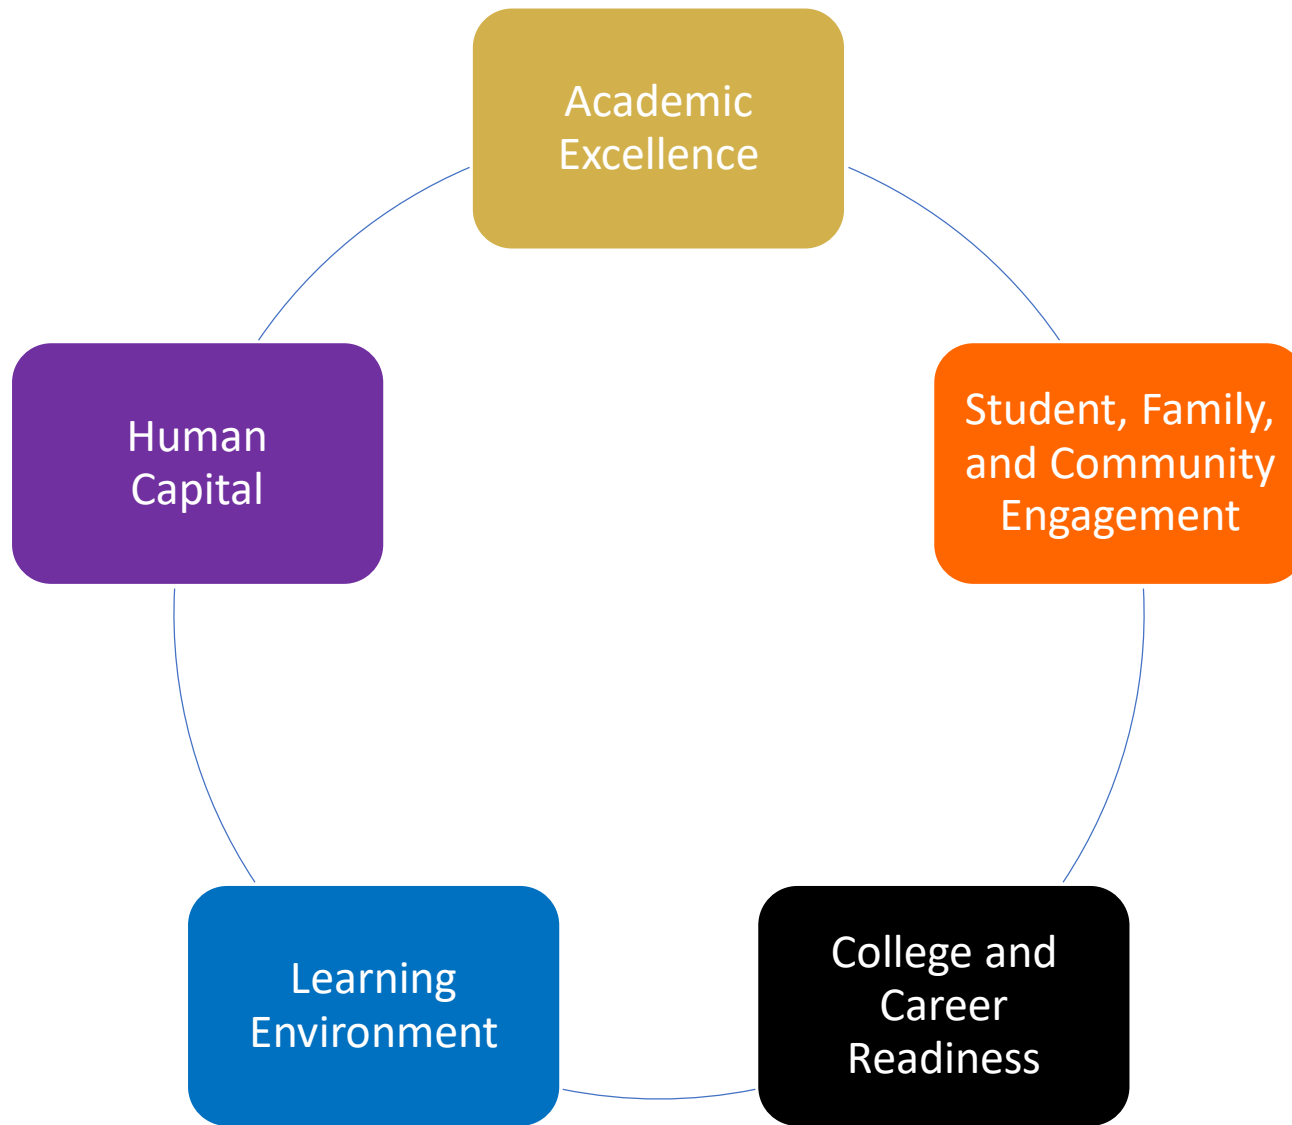 Academic
Excellence
Student, Family,
and Community
Engagement
College and
Career
Readiness
Learning
Environment
Human
Capital